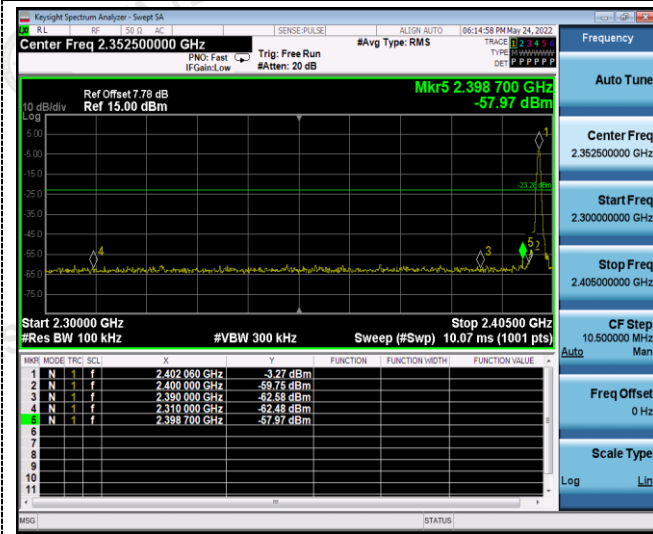 Keysight Spectrum Analyzer - Swept SA
RL RF 50 Ω AC SENSE:PULSE ALIGN AUTO 06:14:58 PM May 24, 2022
Center Freq 2.352500000 GHz
PNO: Fast
IFGain:Low
Trig: Free Run
#Atten: 20 dB
#Avg Type: RMS
TRACE 1 2 3 4 5 6
TYPE M WWWWW
DET P P P P P P
Ref Offset 7.78 dB
10 dB/div Ref 15.00 dBm
Log
Mkr5 2.398 700 GHz
-57.97 dBm
5.00
-5.00
-15.0
-25.0
-35.0
-45.0
-55.0
-65.0
-75.0
-23.26 dBm
1
4
3
5
2
Start 2.30000 GHz Stop 2.40500 GHz
#Res BW 100 kHz #VBW 300 kHz Sweep (#Swp) 10.07 ms (1001 pts)
MKR MODE TRC SCL X Y FUNCTION FUNCTION WIDTH FUNCTION VALUE
1 N 1 f 2.402 060 GHz -3.27 dBm
2 N 1 f 2.400 000 GHz -59.75 dBm
3 N 1 f 2.390 000 GHz -62.58 dBm
4 N 1 f 2.310 000 GHz -62.48 dBm
5 N 1 f 2.398 700 GHz -57.97 dBm
6
7
8
9
10
11
MSG STATUS
Frequency
Auto Tune
Center Freq
2.352500000 GHz
Start Freq
2.300000000 GHz
Stop Freq
2.405000000 GHz
CF Step
10.500000 MHz
Auto Man
Freq Offset
0 Hz
Scale Type
Log Lin